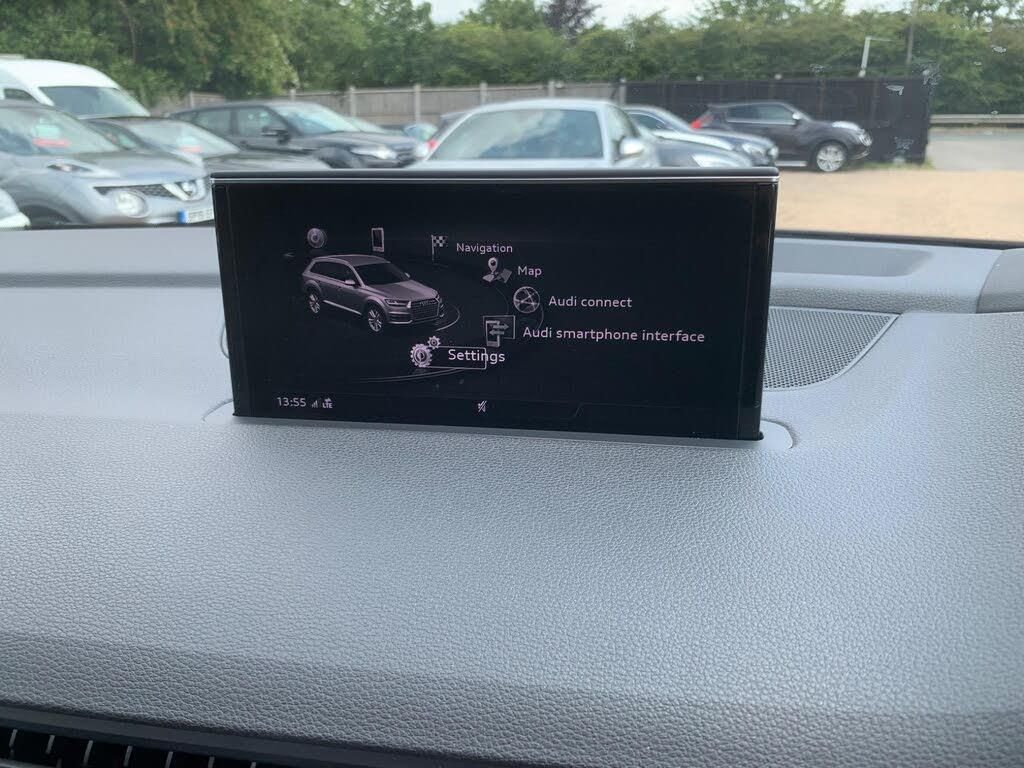 Navigation
Map
Audi connect
Audi smartphone interface
Settings
13:55 LTE